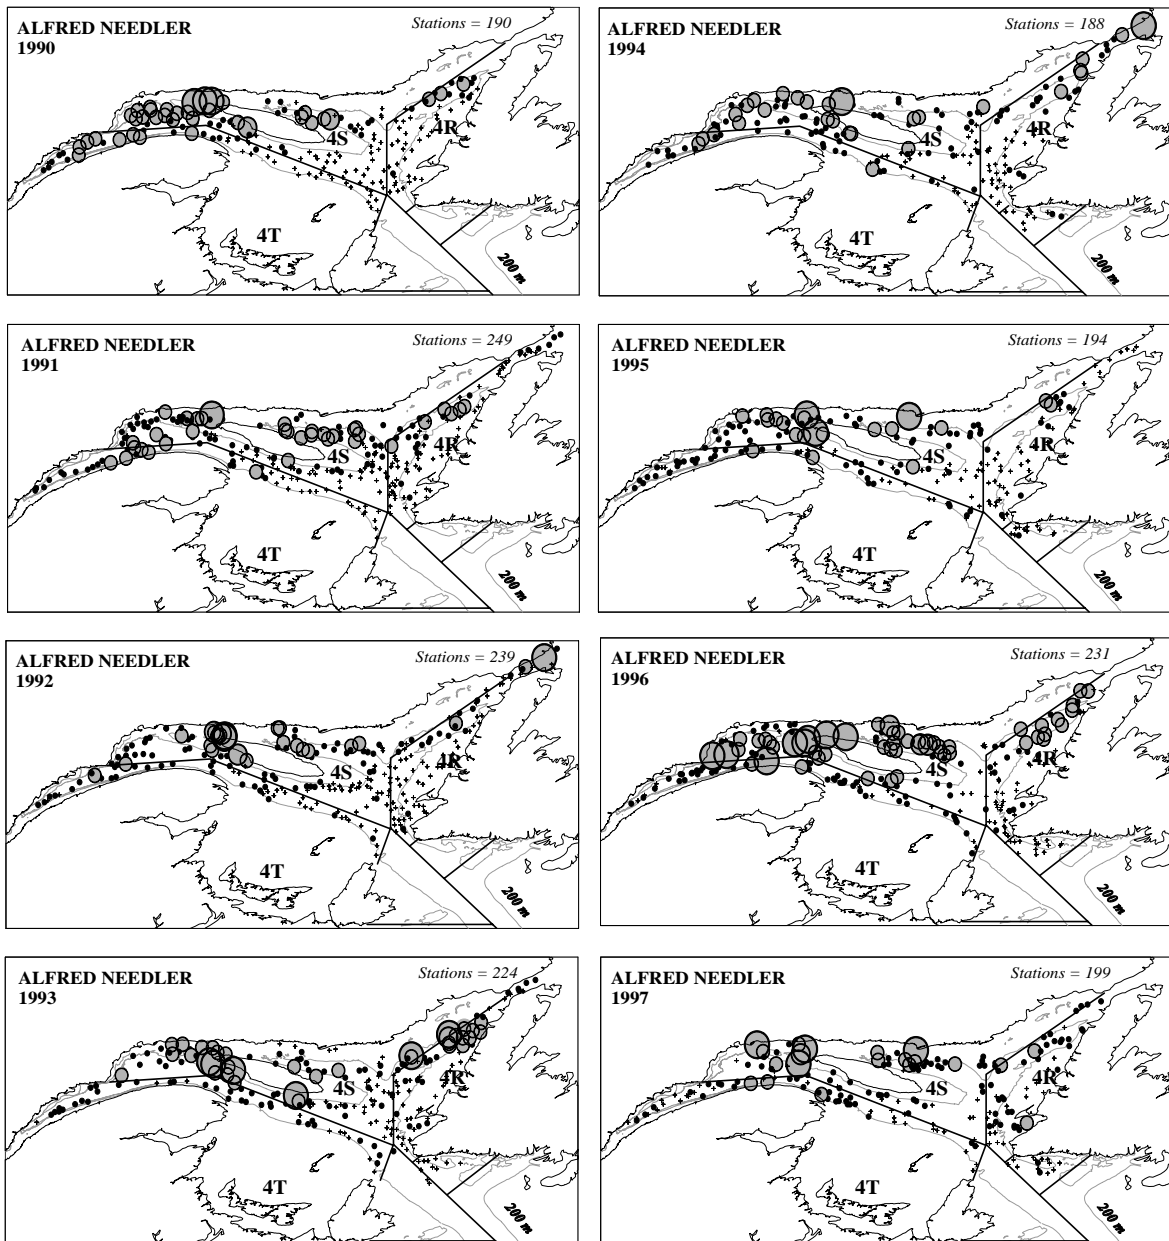 ALFRED NEEDLER
1990
Stations = 190
4S
4R
4T
200 m
ALFRED NEEDLER
1994
Stations = 188
4S
4R
4T
200 m
ALFRED NEEDLER
1991
Stations = 249
4S
4R
4T
200 m
ALFRED NEEDLER
1995
Stations = 194
4S
4R
4T
200 m
ALFRED NEEDLER
1992
Stations = 239
4S
4R
4T
200 m
ALFRED NEEDLER
1996
Stations = 231
4S
4R
4T
200 m
ALFRED NEEDLER
1993
Stations = 224
4S
4R
4T
200 m
ALFRED NEEDLER
1997
Stations = 199
4S
4R
4T
200 m